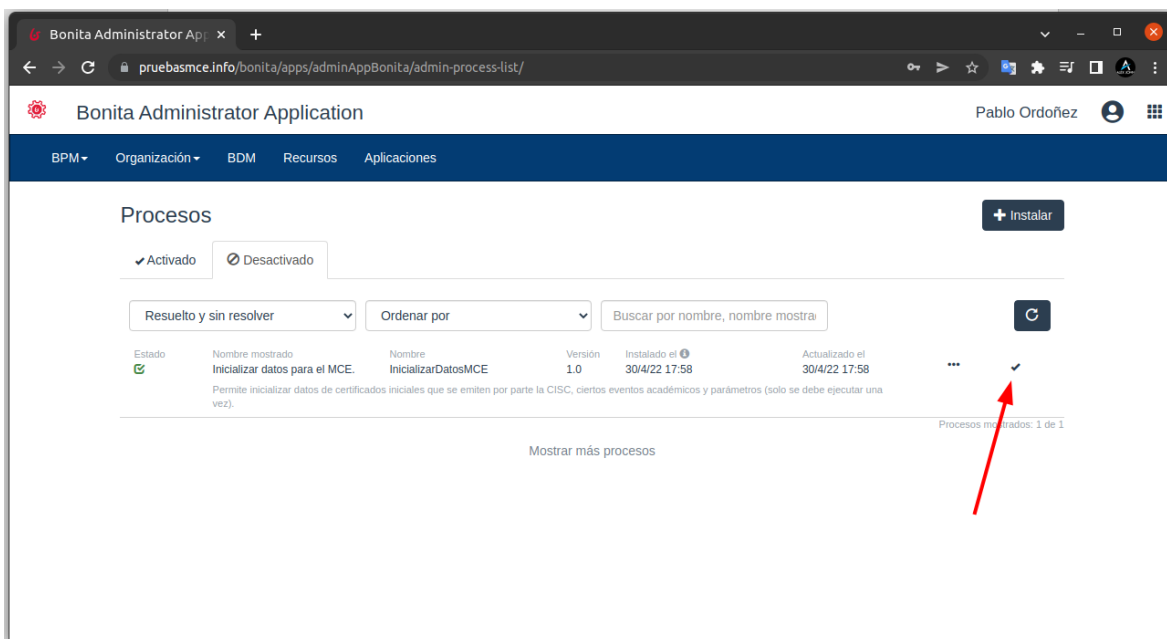 Bonita Administrator Ap
pruebasmce.info/bonita/apps/adminAppBonita/admin-process-list/
Bonita Administrator Application
Pablo Ordoñez
BPM Organización BDM Recursos Aplicaciones
Procesos
Instalar
Activado Desactivado
Resuelto y sin resolver Ordenar por Buscar por nombre, nombre mostra
Estado Nombre mostrado Nombre Versión Instalado el Actualizado el
Inicializar datos para el MCE. InicializarDatosMCE 1.0 30/4/22 17:58 30/4/22 17:58
Permite inicializar datos de certificados iniciales que se emiten por parte la CISC, ciertos eventos académicos y parámetros (solo se debe ejecutar una
vez).
Procesos mostrados: 1 de 1
Mostrar más procesos